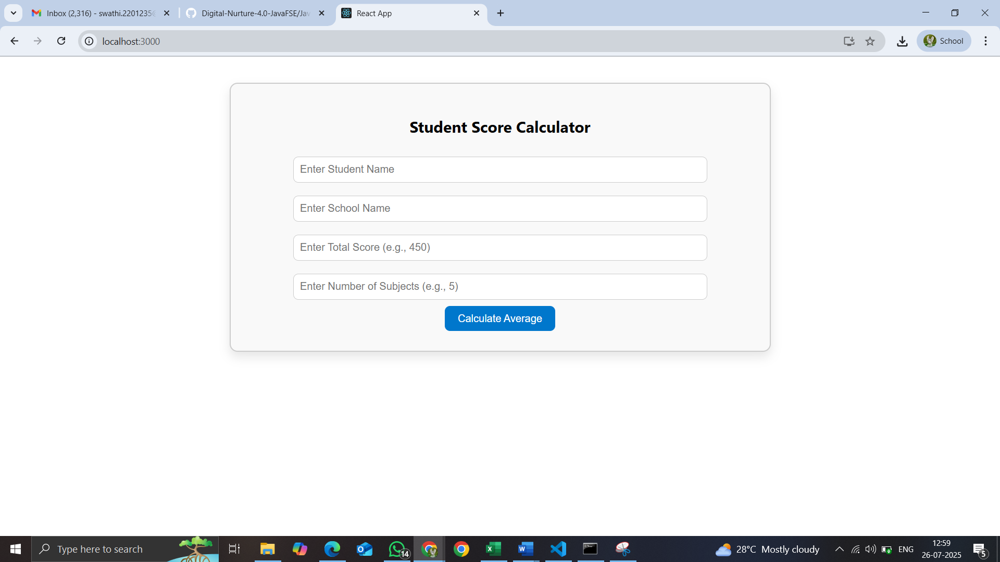 Inbox (2,316) - swathi.2201235@
Digital-Nurture-4.0-JavaFSE/Jav
React App
localhost:3000
School
Student Score Calculator
Enter Student Name
Enter School Name
Enter Total Score (e.g., 450)
Enter Number of Subjects (e.g., 5)
Calculate Average
Type here to search
14
28°C Mostly cloudy
ENG
12:59
26-07-2025
5